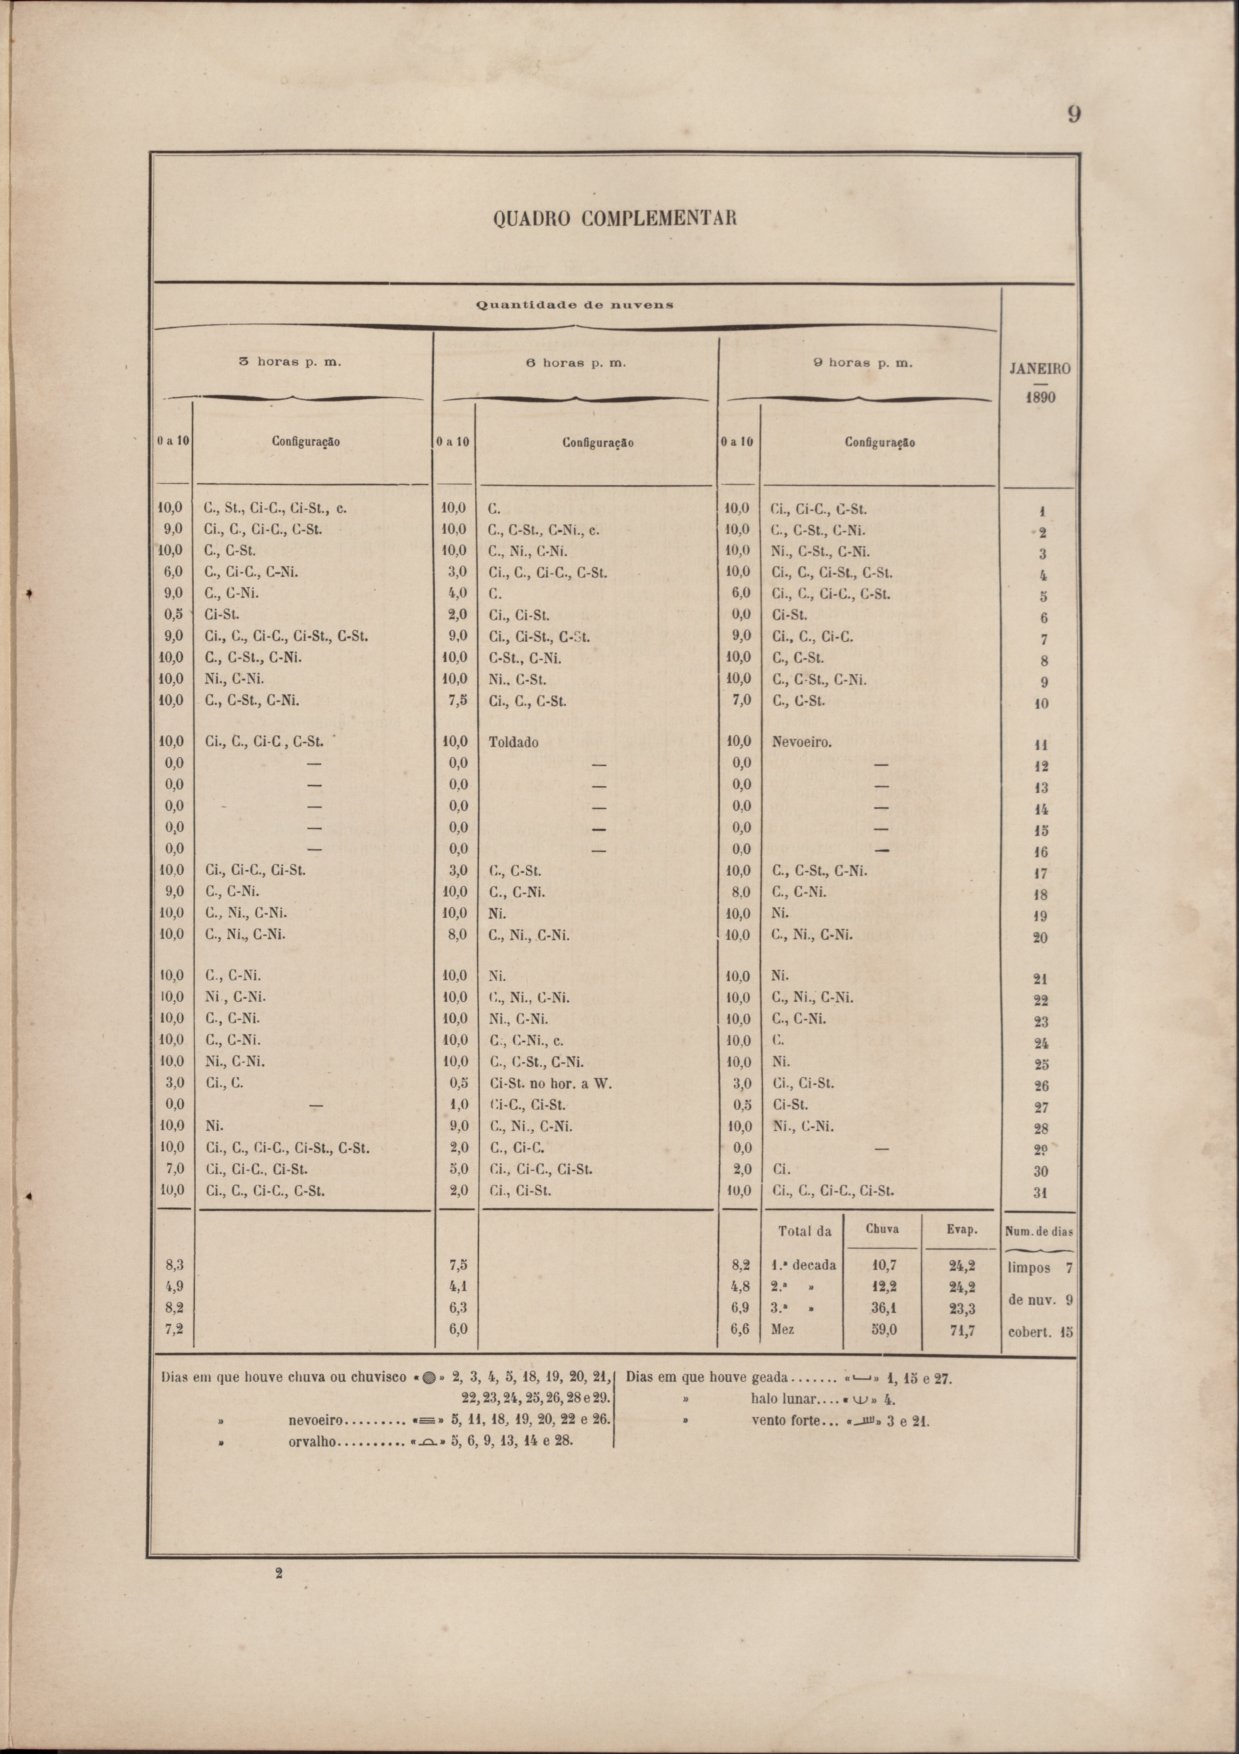 9
QUADRO COMPLEMENTAR
Quantidade de nuvens
3 horas p. m. 6 horas p. m. 9 horas p. m. JANEIRO
1890
0 a 10 Configuração 0 a 10 Configuração 0 a 10 Configuração
10,0 C., St., Ci-C., Ci-St., c. 10,0 C. 10,0 Ci., Ci-C., C-St. 1
9,0 Ci., C., Ci-C., C-St. 10,0 C., C-St., C-Ni., c. 10,0 C., C-St., C-Ni. 2
10,0 C., C-St. 10,0 C., Ni., C-Ni. 10,0 Ni., C-St., C-Ni. 3
6,0 C., Ci-C., C-Ni. 3,0 Ci., C., Ci-C., C-St. 10,0 Ci., C., Ci-St., C-St. 4
9,0 C., C-Ni. 4,0 C. 6,0 Ci., C., Ci-C., C-St. 5
0,5 Ci-St. 2,0 Ci., Ci-St. 0,0 Ci-St. 6
9,0 Ci., C., Ci-C., Ci-St., C-St. 9,0 Ci., Ci-St., C-St. 9,0 Ci., C., Ci-C. 7
10,0 C., C-St., C-Ni. 10,0 C-St., C-Ni. 10,0 C., C-St. 8
10,0 Ni., C-Ni. 10,0 Ni.. C-St. 10,0 C., C-St., C-Ni. 9
10,0 C., C-St., C-Ni. 7,5 Ci., C., C-St. 7,0 C., C-St. 10
10,0 Ci., C., Ci-C , C-St. 10,0 Toldado 10,0 Nevoeiro. 11
0,0 — 0,0 — 0,0 — 12
0,0 — 0,0 — 0,0 — 13
0,0 — 0,0 — 0,0 — 14
0,0 — 0,0 — 0,0 — 15
0,0 — 0,0 — 0,0 — 16
10,0 Ci., Ci-C., Ci-St. 3,0 C., C-St. 10,0 C., C-St., C-Ni. 17
9,0 C., C-Ni. 10,0 C., C-Ni. 8,0 C., C-Ni. 18
10,0 C., Ni., C-Ni. 10,0 Ni. 10,0 Ni. 19
10,0 C., Ni., C-Ni. 8,0 C., Ni., C-Ni. 10,0 C., Ni., C-Ni. 20
10,0 C., C-Ni. 10,0 Ni. 10,0 Ni. 21
10,0 Ni , C-Ni. 10,0 C., Ni., C-Ni. 10,0 C., Ni., C-Ni. 22
10,0 C., C-Ni. 10,0 Ni., C-Ni. 10,0 C., C-Ni. 23
10,0 C., C-Ni. 10,0 C., C-Ni., c. 10,0 C. 24
10,0 Ni., C-Ni. 10,0 C., C-St., C-Ni. 10,0 Ni. 25
3,0 Ci., C. 0,5 Ci-St. no hor. a W. 3,0 Ci., Ci-St. 26
0,0 — 1,0 Ci-C., Ci-St. 0,5 Ci-St. 27
10,0 Ni. 9,0 C., Ni., C-Ni. 10,0 Ni., C-Ni. 28
10,0 Ci., C., Ci-C., Ci-St., C-St. 2,0 C., Ci-C. 0,0 — 29
7,0 Ci., Ci-C., Ci-St. 5,0 Ci., Ci-C., Ci-St. 2,0 Ci. 30
10,0 Ci., C., Ci-C., C-St. 2,0 Ci., Ci-St. 10,0 Ci., C., Ci-C., Ci-St. 31
Total da Chuva Evap. Num. de dias
8,3 7,5 8,2 1.ª decada 10,7 24,2 limpos 7
4,9 4,1 4,8 2.ª » 12,2 24,2
de nuv. 9
8,2 6,3 6,9 3.ª » 36,1 23,3
7,2 6,0 6,6 Mez 59,0 71,7 cobert. 15
Dias em que houve chuva ou chuvisco «●» 2, 3, 4, 5, 18, 19, 20, 21,
22, 23, 24, 25, 26, 28 e 29.
» nevoeiro......... «≡» 5, 11, 18, 19, 20, 22 e 26.
» orvalho.......... «⌓» 5, 6, 9, 13, 14 e 28.
Dias em que houve geada....... «⌴» 1, 15 e 27.
» halo lunar.... «» 4.
» vento forte... «» 3 e 21.
2